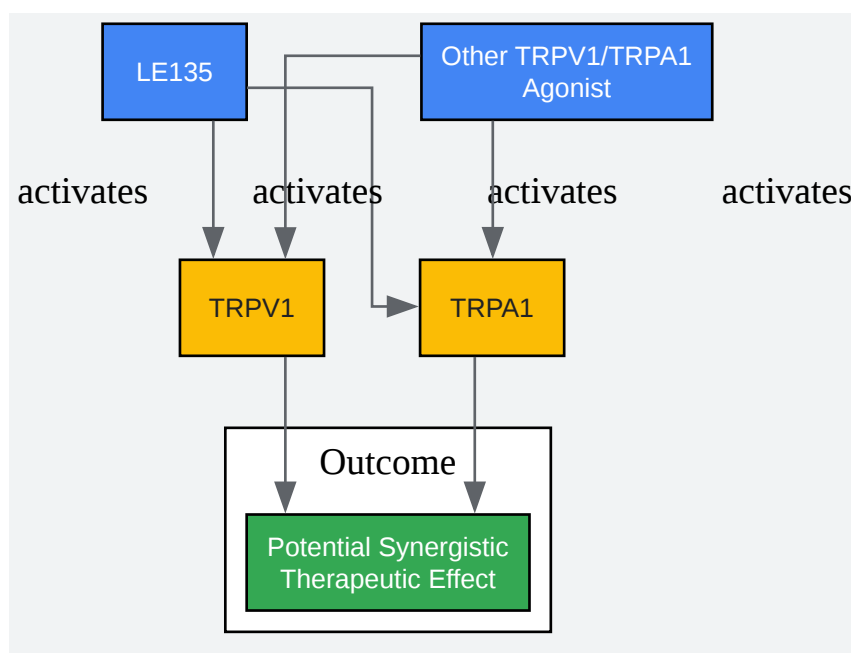 LE135
Other TRPV1/TRPA1
Agonist
activates
activates
activates
activates
TRPV1
TRPA1
Outcome
Potential Synergistic
Therapeutic Effect